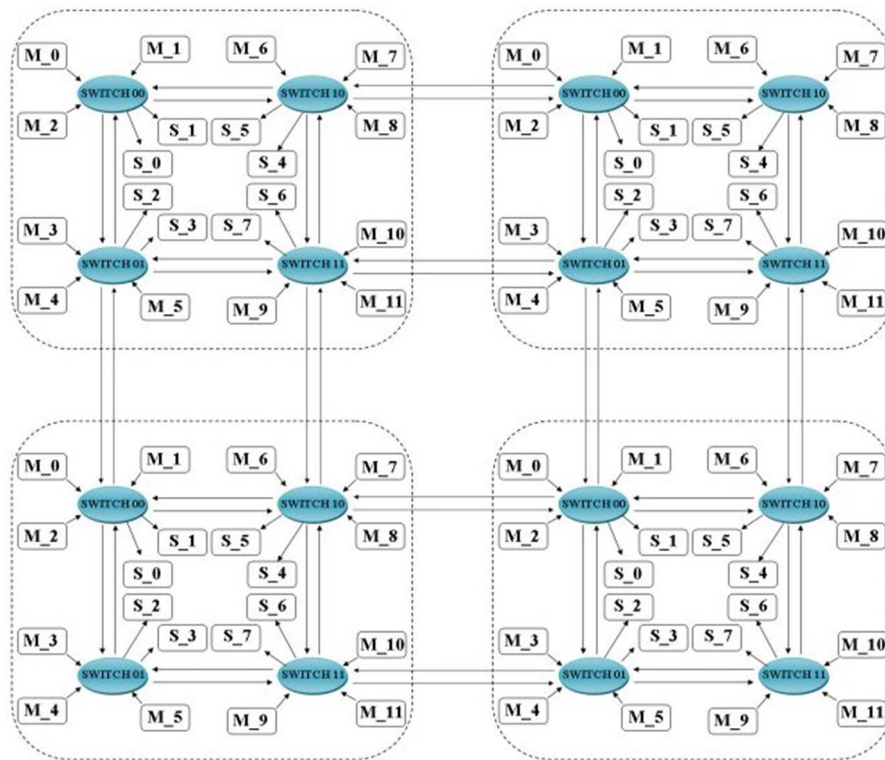 M_0 M_1 M_6 M_7 M_0 M_1 M_6 M_7
SWITCH 00 SWITCH 10 SWITCH 00 SWITCH 10
M_2 S_1 S_5 M_8 M_2 S_1 S_5 M_8
S_0 S_4 S_0 S_4
S_2 S_6 S_2 S_6
M_3 S_3 S_7 M_10 M_3 S_3 S_7 M_10
SWITCH 01 SWITCH 11 SWITCH 01 SWITCH 11
M_4 M_5 M_9 M_11 M_4 M_5 M_9 M_11
M_0 M_1 M_6 M_7 M_0 M_1 M_6 M_7
SWITCH 00 SWITCH 10 SWITCH 00 SWITCH 10
M_2 S_1 S_5 M_8 M_2 S_1 S_5 M_8
S_0 S_4 S_0 S_4
S_2 S_6 S_2 S_6
M_3 S_3 S_7 M_10 M_3 S_3 S_7 M_10
SWITCH 01 SWITCH 11 SWITCH 01 SWITCH 11
M_4 M_5 M_9 M_11 M_4 M_5 M_9 M_11